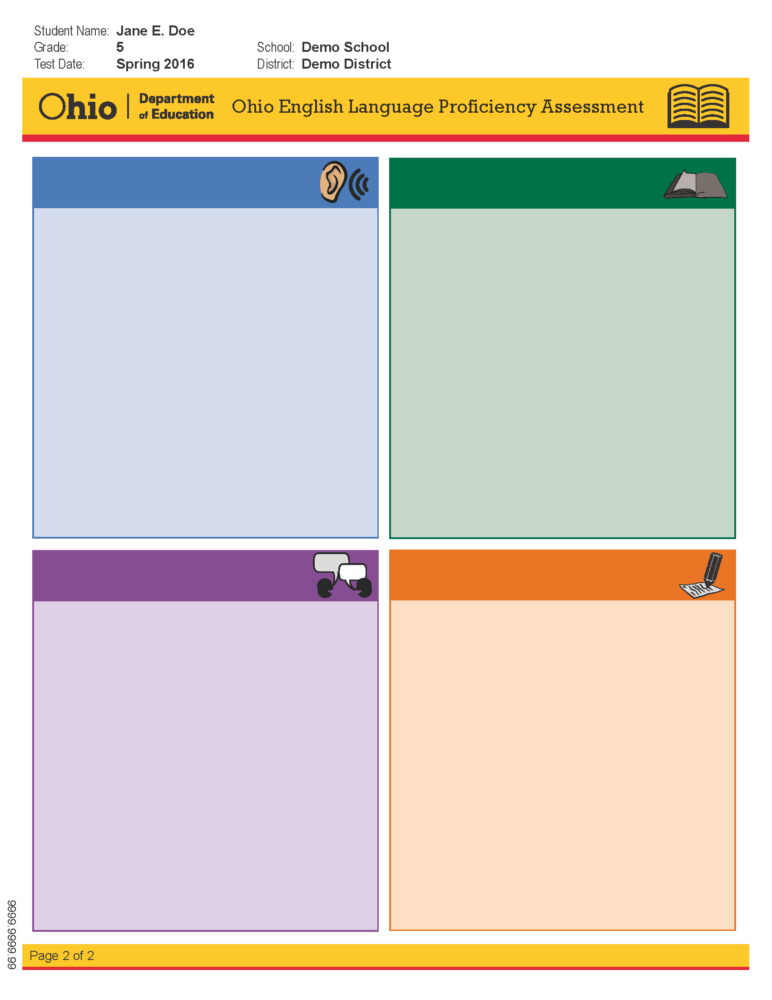 Student Name: Jane E. Doe
Grade: 5 School: Demo School
Test Date: Spring 2016 District: Demo District
Ohio Department of Education Ohio English Language Proficiency Assessment
9999.9999.99
Page 2 of 2